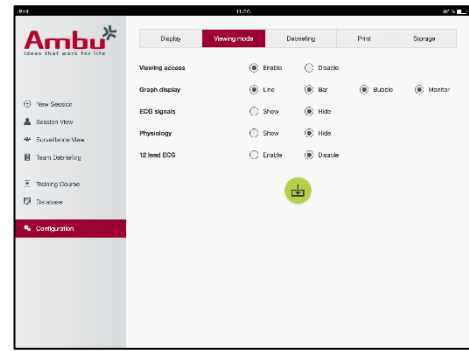 iPad 11:56
Ambu
Ideas that work for life
Display Viewing mode Debriefing Print Storage
Viewing access Enable Disable
Graph display Line Bar Bubble Monitor
ECG signals Show Hide
Physiology Show Hide
12 lead ECG Enable Disable
New Session
Session View
Surveillance View
Team Debriefing
Training Course
Database
Configuration